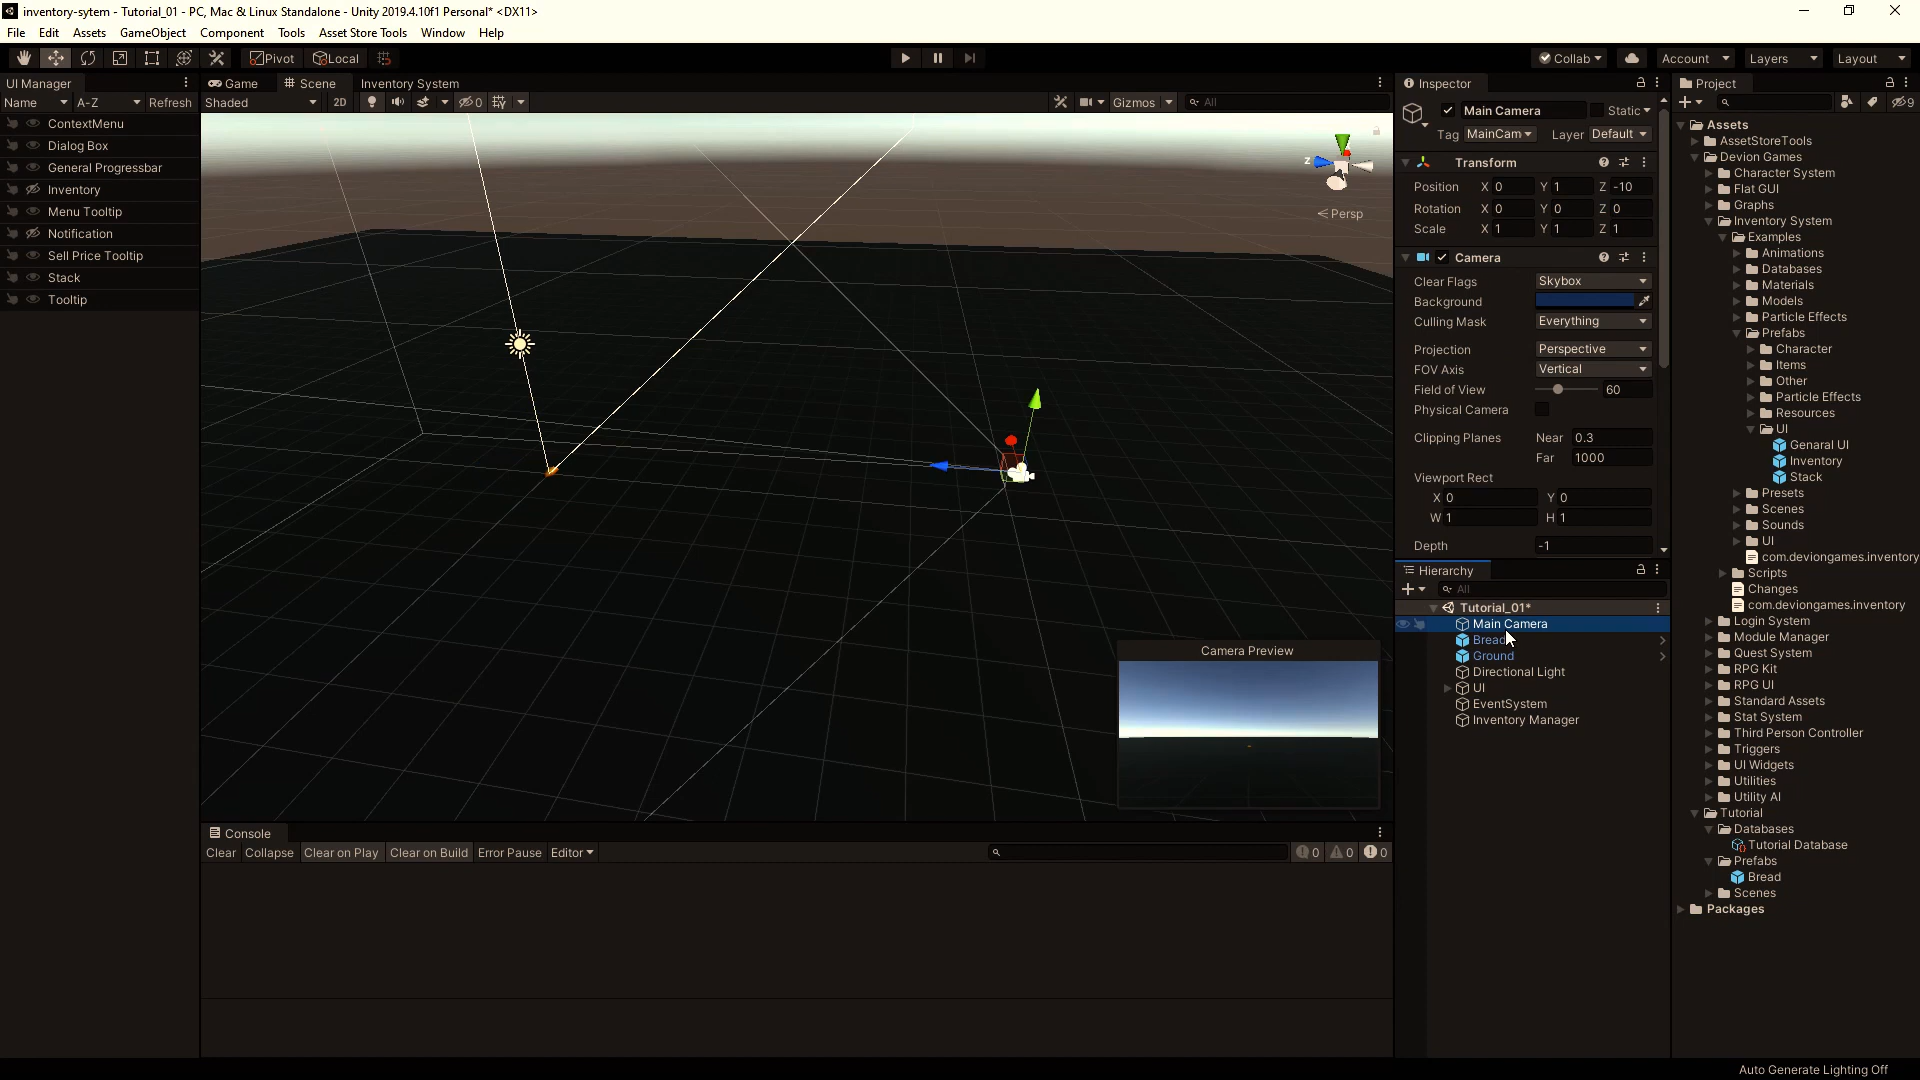 inventory-sytem - Tutorial_01 - PC, Mac & Linux Standalone - Unity 2019.4.10f1 Personal* <DX11>
File Edit Assets GameObject Component Tools Asset Store Tools Window Help
Pivot Local Collab Account Layers Layout
UI Manager
Name A-Z Refresh
ContextMenu
Dialog Box
General Progressbar
Inventory
Menu Tooltip
Notification
Sell Price Tooltip
Stack
Tooltip
Game Scene Inventory System
Shaded 2D 0 Gizmos All
z
Persp
Camera Preview
Console
Clear Collapse Clear on Play Clear on Build Error Pause Editor 0 0 0
Inspector
Main Camera Static
Tag MainCam Layer Default
Transform
Position X 0 Y 1 Z -10
Rotation X 0 Y 0 Z 0
Scale X 1 Y 1 Z 1
Camera
Clear Flags Skybox
Background
Culling Mask Everything
Projection Perspective
FOV Axis Vertical
Field of View 60
Physical Camera
Clipping Planes Near 0.3
Far 1000
Viewport Rect
X 0 Y 0
W 1 H 1
Depth -1
Hierarchy
All
Tutorial_01*
Main Camera
Bread
Ground
Directional Light
UI
EventSystem
Inventory Manager
Project
9
Assets
AssetStoreTools
Devion Games
Character System
Flat GUI
Graphs
Inventory System
Examples
Animations
Databases
Materials
Models
Particle Effects
Prefabs
Character
Items
Other
Particle Effects
Resources
UI
Genaral UI
Inventory
Stack
Presets
Scenes
Sounds
UI
com.deviongames.inventory
Scripts
Changes
com.deviongames.inventory
Login System
Module Manager
Quest System
RPG Kit
RPG UI
Standard Assets
Stat System
Third Person Controller
Triggers
UI Widgets
Utilities
Utility AI
Tutorial
Databases
Tutorial Database
Prefabs
Bread
Scenes
Packages
Auto Generate Lighting Off